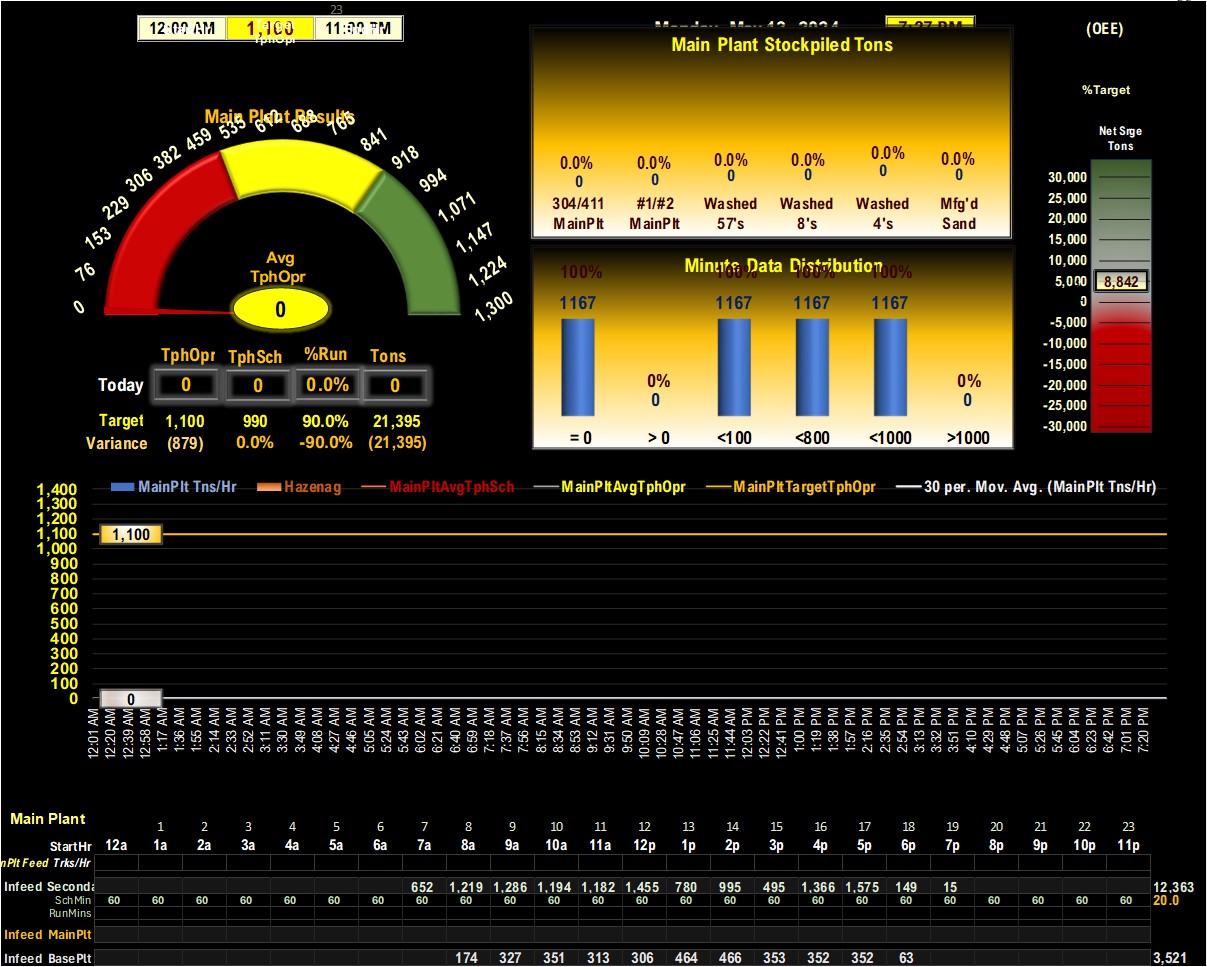 23
12:00 AM 1,100 11:00 PM
Target
TphOpr
Monday, May 13, 2024 7:27 PM
(OEE)
%Target
Net Srge
Tons
30,000
25,000
20,000
15,000
10,000
5,000
8,842
0
-5,000
-10,000
-15,000
-20,000
-25,000
-30,000
Main Plant Results
0 76 153 229 306 382 459 535 612 688 765 841 918 994 1,071 1,147 1,224 1,300
Avg
TphOpr
0
TphOpr TphSch %Run Tons
Today 0 0 0.0% 0
Target 1,100 990 90.0% 21,395
Variance (879) 0.0% -90.0% (21,395)
Main Plant Stockpiled Tons
0.0% 0.0% 0.0% 0.0% 0.0% 0.0%
0 0 0 0 0 0
304/411 #1/#2 Washed Washed Washed Mfg'd
MainPlt MainPlt 57's 8's 4's Sand
Minute Data Distribution
100% 100% 100% 100%
1167 1167 1167 1167
0% 0%
0 0
= 0 > 0 <100 <800 <1000 >1000
MainPlt Tns/Hr Hazenag MainPltAvgTphSch MainPltAvgTphOpr MainPltTargetTphOpr 30 per. Mov. Avg. (MainPlt Tns/Hr)
1,400
1,300
1,200
1,100 1,100
1,000
900
800
700
600
500
400
300
200
100
0 0
12:01 AM 12:20 AM 12:39 AM 12:58 AM 1:17 AM 1:36 AM 1:55 AM 2:14 AM 2:33 AM 2:52 AM 3:11 AM 3:30 AM 3:49 AM 4:08 AM 4:27 AM 4:46 AM 5:05 AM 5:24 AM 5:43 AM 6:02 AM 6:21 AM 6:40 AM 6:59 AM 7:18 AM 7:37 AM 7:56 AM 8:15 AM 8:34 AM 8:53 AM 9:12 AM 9:31 AM 9:50 AM 10:09 AM 10:28 AM 10:47 AM 11:06 AM 11:25 AM 11:44 AM 12:03 PM 12:22 PM 12:41 PM 1:00 PM 1:19 PM 1:38 PM 1:57 PM 2:16 PM 2:35 PM 2:54 PM 3:13 PM 3:32 PM 3:51 PM 4:10 PM 4:29 PM 4:48 PM 5:07 PM 5:26 PM 5:45 PM 6:04 PM 6:23 PM 6:42 PM 7:01 PM 7:20 PM
Main Plant
1 2 3 4 5 6 7 8 9 10 11 12 13 14 15 16 17 18 19 20 21 22 23
StartHr 12a 1a 2a 3a 4a 5a 6a 7a 8a 9a 10a 11a 12p 1p 2p 3p 4p 5p 6p 7p 8p 9p 10p 11p
nPlt Feed Trks/Hr
Infeed Seconda 652 1,219 1,286 1,194 1,182 1,455 780 995 495 1,366 1,575 149 15 12,363
SchMin 60 60 60 60 60 60 60 60 60 60 60 60 60 60 60 60 60 60 60 60 60 60 60 60 20.0
RunMins
Infeed MainPlt
Infeed BasePlt 174 327 351 313 306 464 466 353 352 352 63 3,521